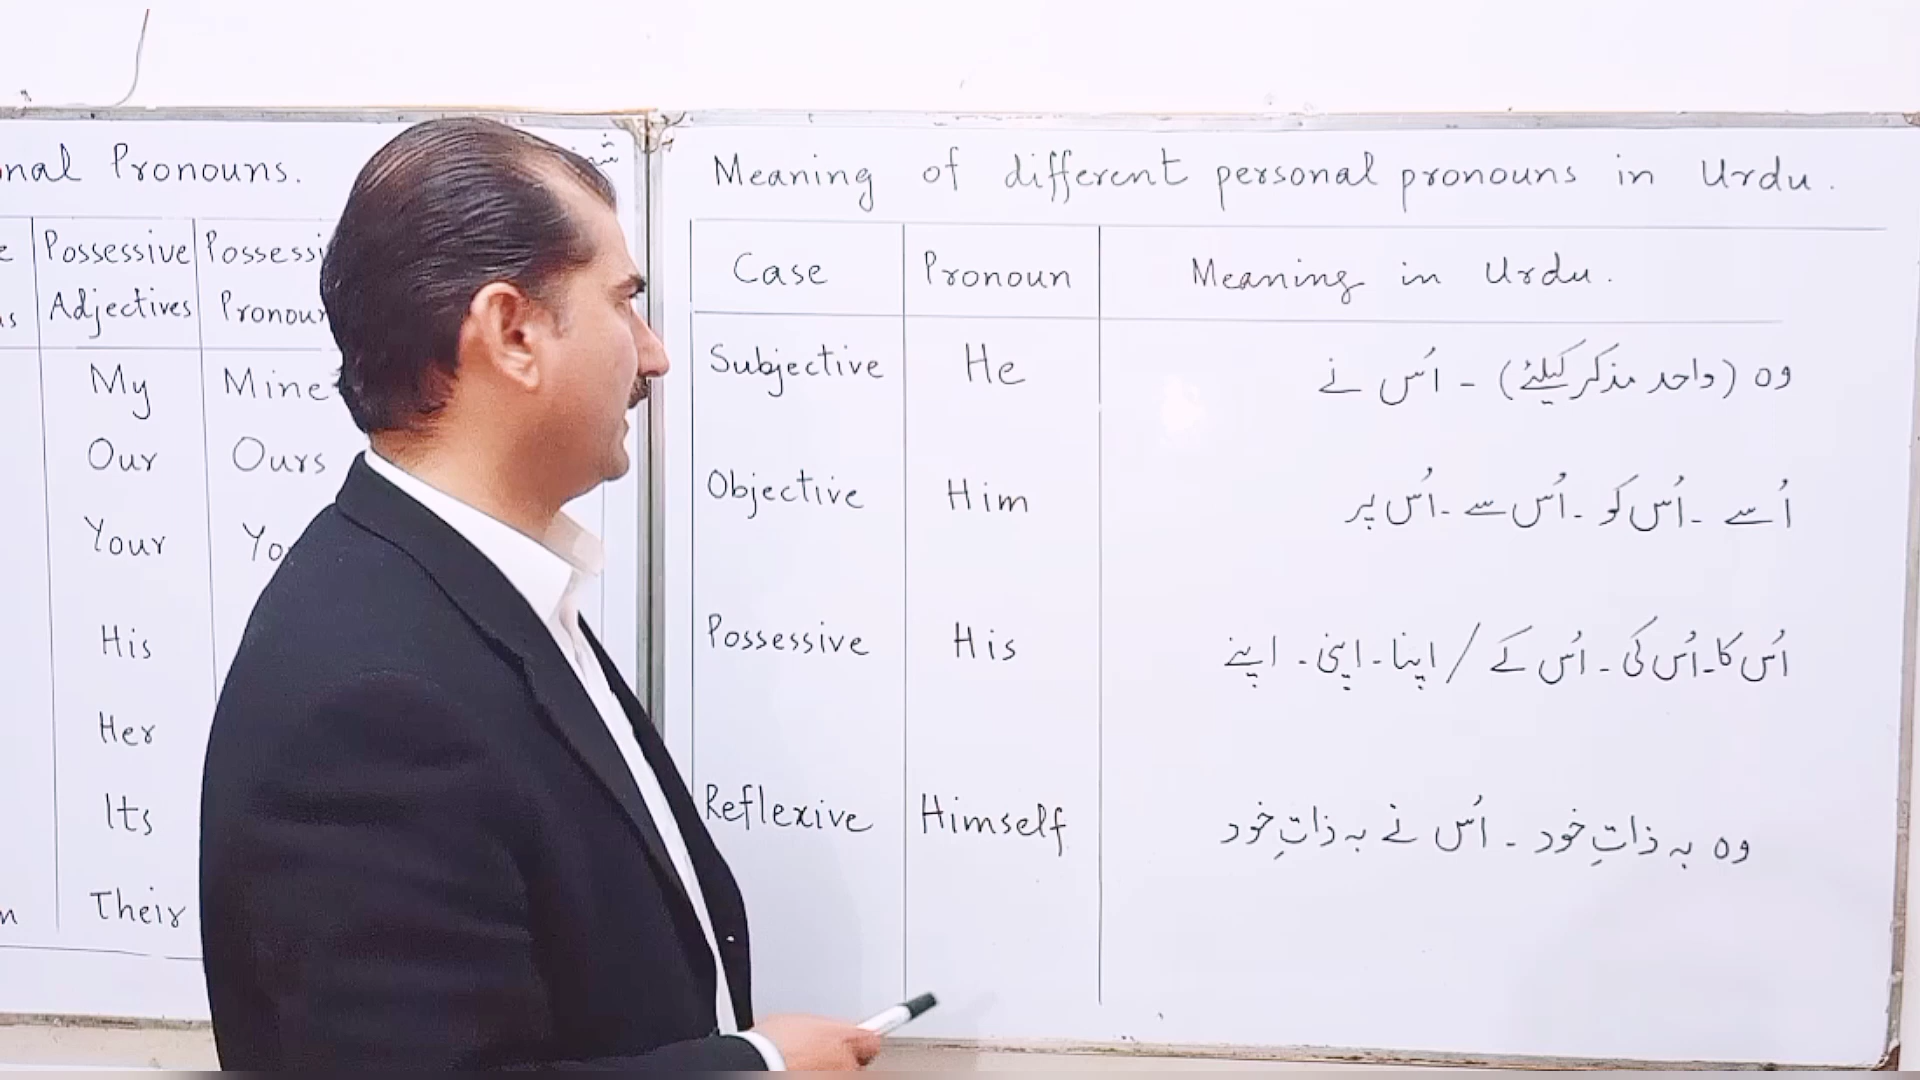 Pronouns.
Possessive Possessi
Adjectives Pronoun
My Mine
Our Ours
Your Yo
His
Her
Its
Their
Meaning of different personal pronouns in Urdu.
Case Pronoun Meaning in Urdu.
Subjective He وہ (واحد مذکر کیلئے) - اُس نے
Objective Him اُسے - اُس کو - اُس سے - اُس پر
Possessive His اُس کا - اُس کی - اُس کے / اپنا - اپنی - اپنے
Reflexive Himself وہ بہ ذاتِ خود - اُس نے بہ ذاتِ خود